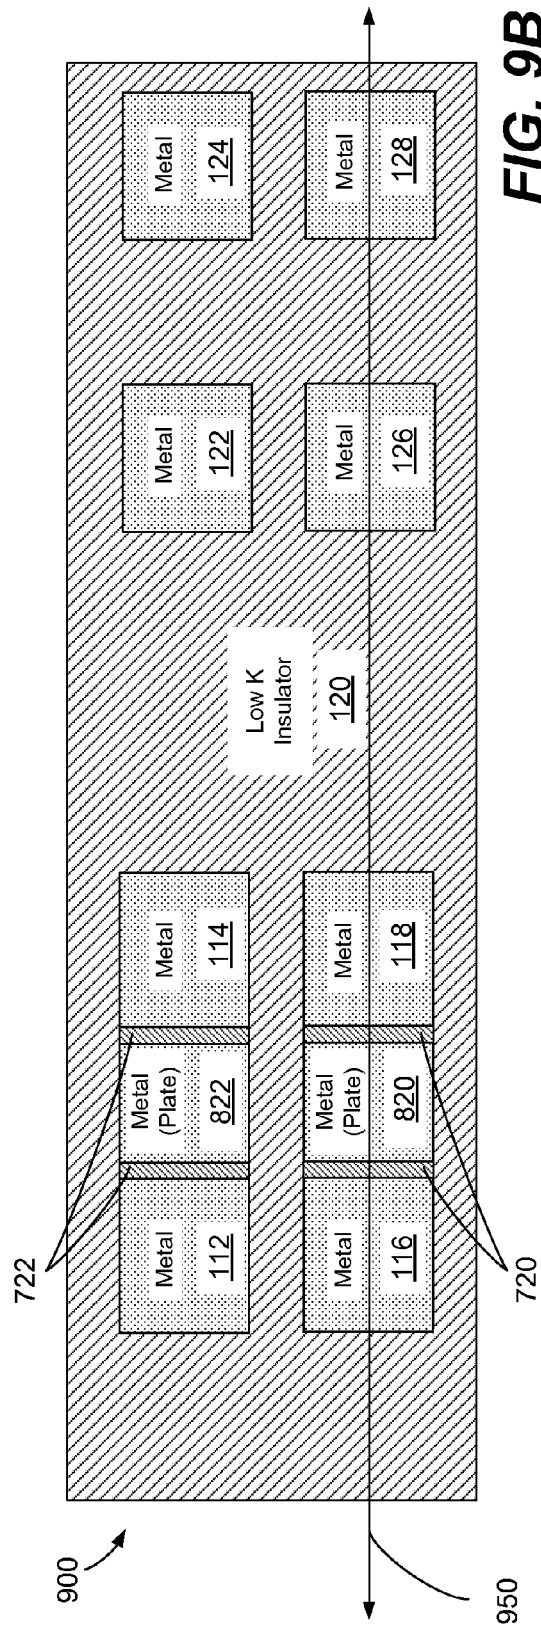 900
722
Metal
112
Metal
(Plate)
822
Metal
114
Metal
122
Metal
124
Low K
Insulator
120
Metal
116
Metal
(Plate)
820
Metal
118
Metal
126
Metal
128
950
720
FIG. 9B